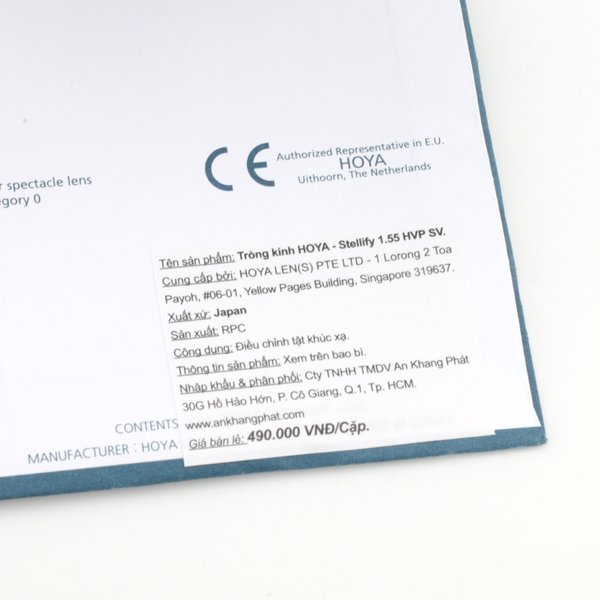 CE Authorized Representative in E.U.
HOYA
Uithoorn, The Netherlands
r spectacle lens
egory 0
Tên sản phẩm: Tròng kính HOYA - Stellify 1.55 HVP SV.
Cung cấp bởi: HOYA LEN(S) PTE LTD - 1 Lorong 2 Toa
Payoh, #06-01, Yellow Pages Building, Singapore 319637.
Xuất xứ: Japan
Sản xuất: RPC
Công dụng: Điều chỉnh tật khúc xạ.
Thông tin sản phẩm: Xem trên bao bì.
Nhập khẩu & phân phối: Cty TNHH TMDV An Khang Phát
30G Hồ Hảo Hớn, P. Cô Giang, Q.1, Tp. HCM.
www.ankhangphat.com
Giá bán lẻ: 490.000 VNĐ/Cặp.
CONTENTS
MANUFACTURER : HOYA